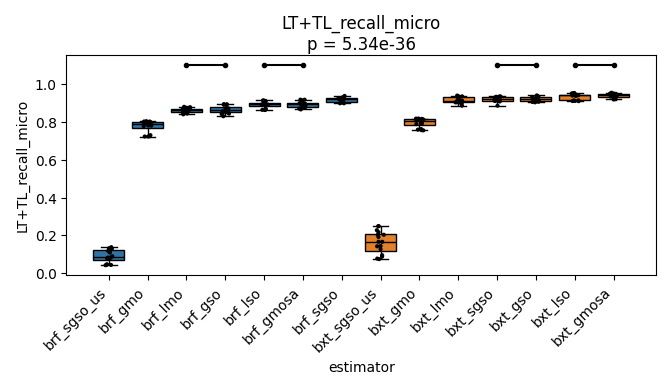 LT+TL_recall_micro
p = 5.34e-36
LT+TL_recall_micro
1.0
0.8
0.6
0.4
0.2
0.0
brf_sgso_us
brf_gmo
brf_lmo
brf_gso
brf_lso
brf_gmosa
brf_sgso
bxt_sgso_us
bxt_gmo
bxt_lmo
bxt_sgso
bxt_gso
bxt_lso
bxt_gmosa
estimator